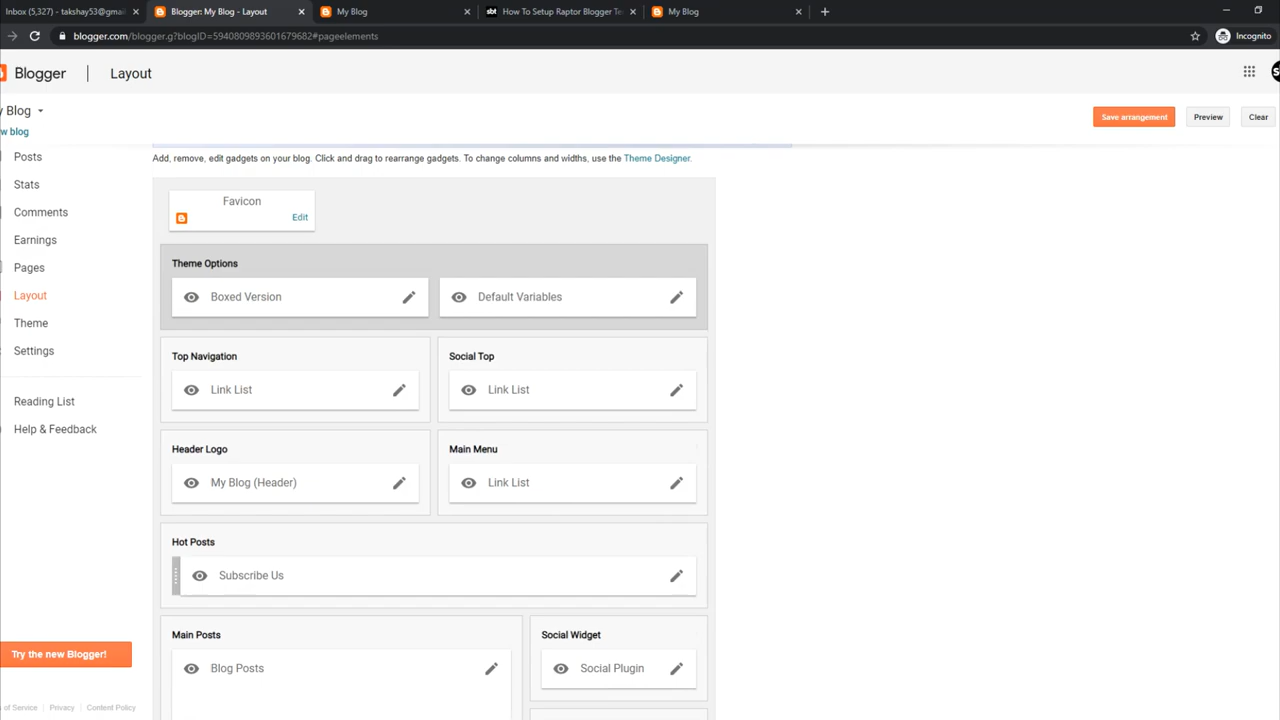 Inbox (5,327) - takshay53@gmail
Blogger: My Blog - Layout
My Blog
How To Setup Raptor Blogger Te
My Blog
blogger.com/blogger.g?blogID=5940809893601679682#pageelements
Incognito
Blogger
Layout
y Blog
w blog
Save arrangement
Preview
Clear
Posts
Stats
Comments
Earnings
Pages
Layout
Theme
Settings
Reading List
Help & Feedback
Try the new Blogger!
s of Service
Privacy
Content Policy
Add, remove, edit gadgets on your blog. Click and drag to rearrange gadgets. To change columns and widths, use the Theme Designer.
Favicon
Edit
Theme Options
Boxed Version
Default Variables
Top Navigation
Link List
Social Top
Link List
Header Logo
My Blog (Header)
Main Menu
Link List
Hot Posts
Subscribe Us
Main Posts
Blog Posts
Social Widget
Social Plugin